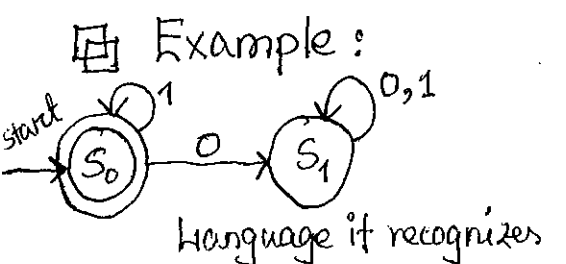 Example :
start
1
0,1
S₀
0
S₁
Language it recognizes